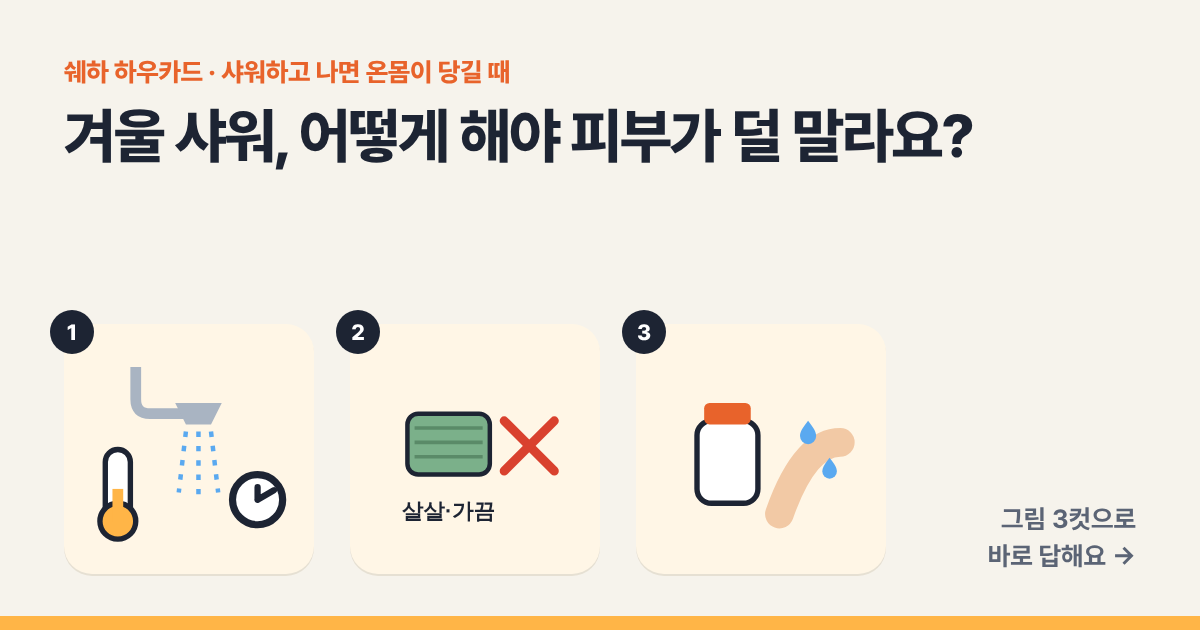 쉐하 하우카드 · 샤워하고 나면 온몸이 당길 때
겨울 샤워, 어떻게 해야 피부가 덜 말라요?
1
2
3
살살·가끔
그림 3컷으로
바로 답해요 →